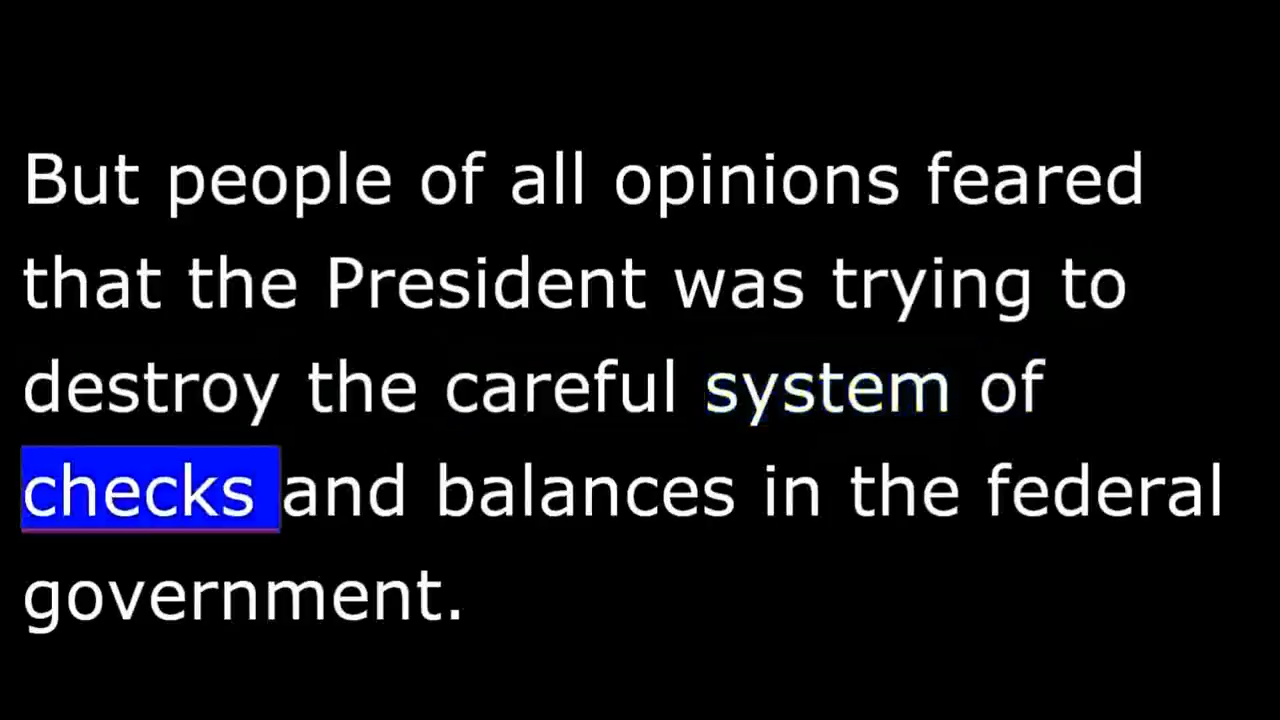 But people of all opinions feared
that the President was trying to
destroy the careful system of
checks and balances in the federal
government.